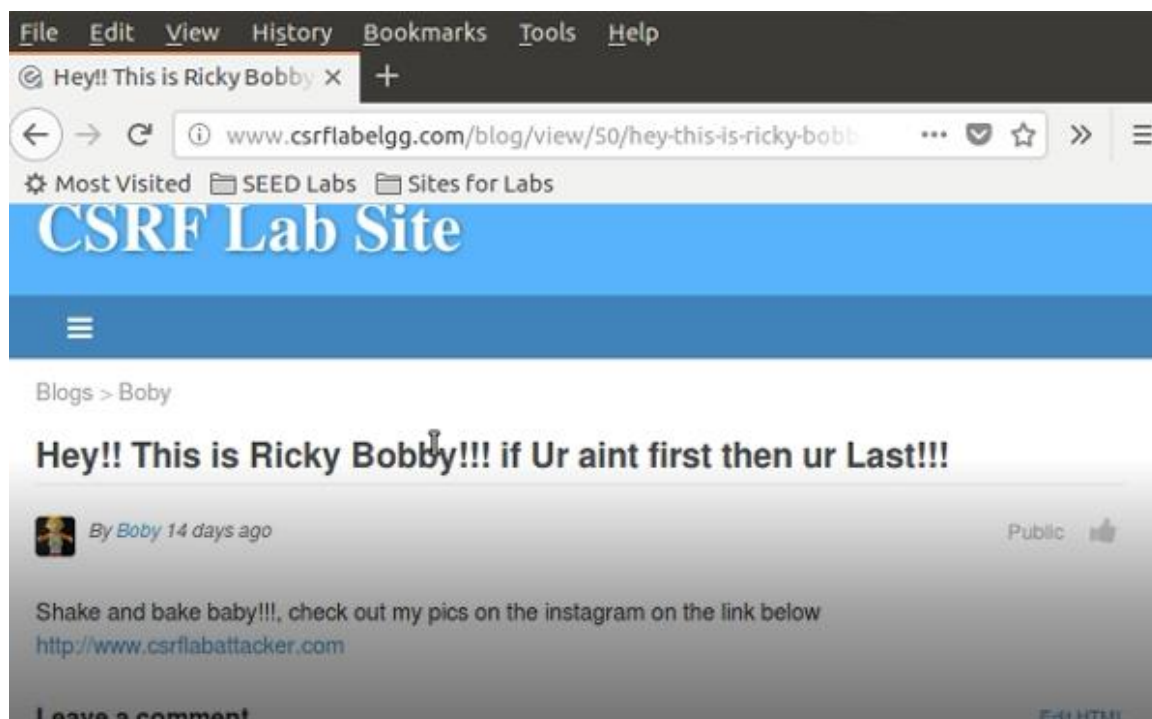 File Edit View History Bookmarks Tools Help
Hey!! This is Ricky Bobby
www.csrflabelgg.com/blog/view/50/hey-this-is-ricky-bobb
Most Visited SEED Labs Sites for Labs
CSRF Lab Site
Blogs > Boby
Hey!! This is Ricky Bobby!!! if Ur aint first then ur Last!!!
By Boby 14 days ago Public
Shake and bake baby!!!, check out my pics on the instagram on the link below
http://www.csrflabattacker.com
Leave a comment Edit HTML